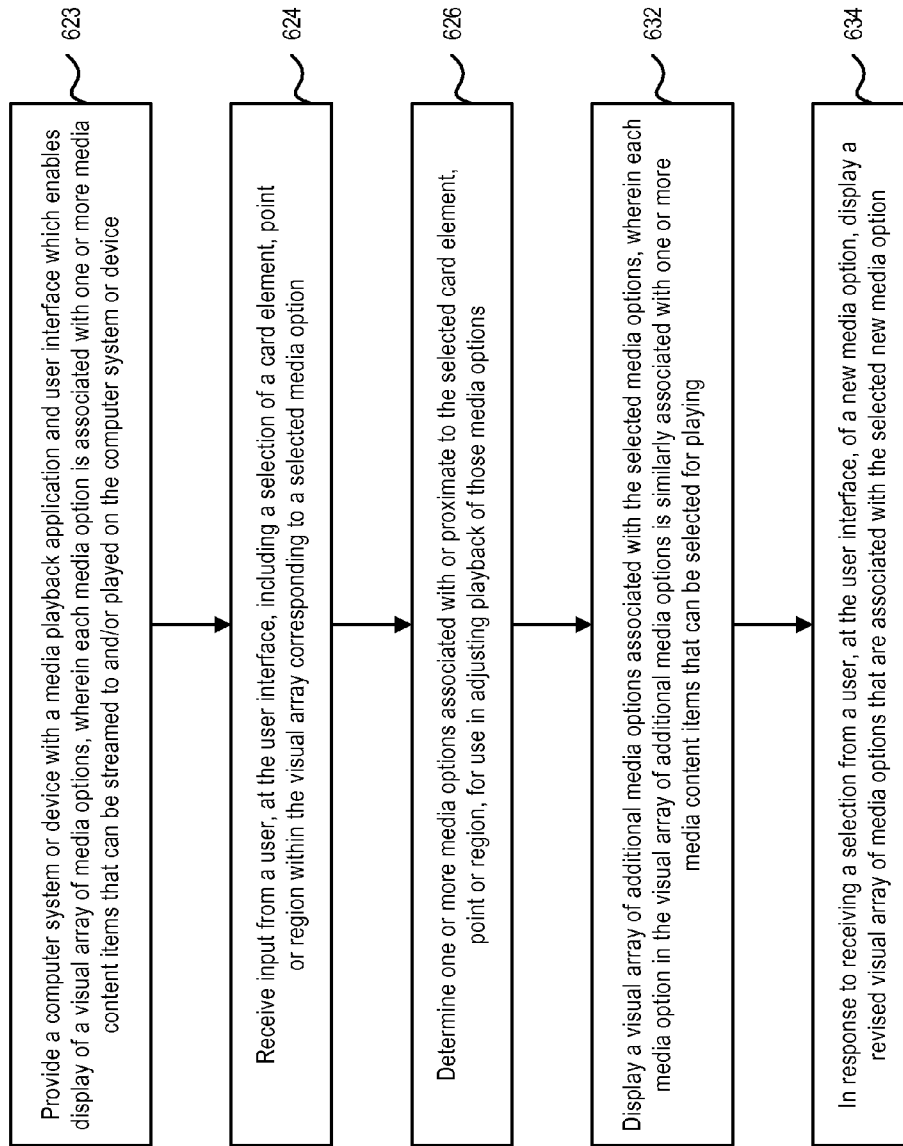 623
Provide a computer system or device with a media playback application and user interface which enables
display of a visual array of media options, wherein each media option is associated with one or more media
content items that can be streamed to and/or played on the computer system or device
624
Receive input from a user, at the user interface, including a selection of a card element, point
or region within the visual array corresponding to a selected media option
626
Determine one or more media options associated with or proximate to the selected card element,
point or region, for use in adjusting playback of those media options
632
Display a visual array of additional media options associated with the selected media options, wherein each
media option in the visual array of additional media options is similarly associated with one or more
media content items that can be selected for playing
634
In response to receiving a selection from a user, at the user interface, of a new media option, display a
revised visual array of media options that are associated with the selected new media option